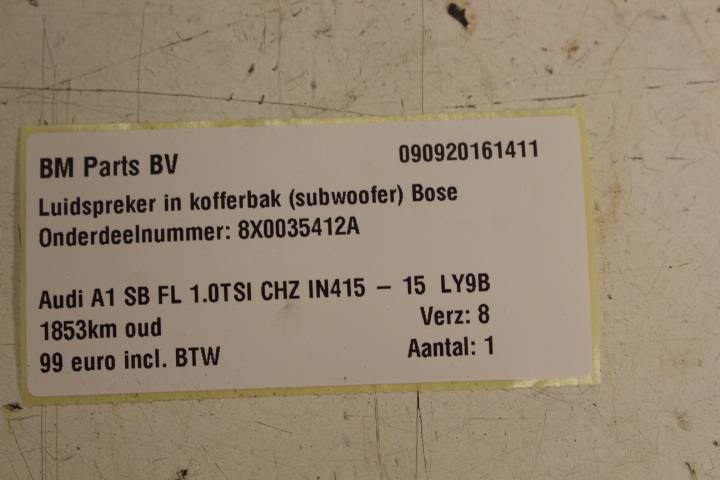 BM Parts BV 090920161411
Luidspreker in kofferbak (subwoofer) Bose
Onderdeelnummer: 8X0035412A
Audi A1 SB FL 1.0TSI CHZ IN415 – 15 LY9B
1853km oud Verz: 8
99 euro incl. BTW Aantal: 1